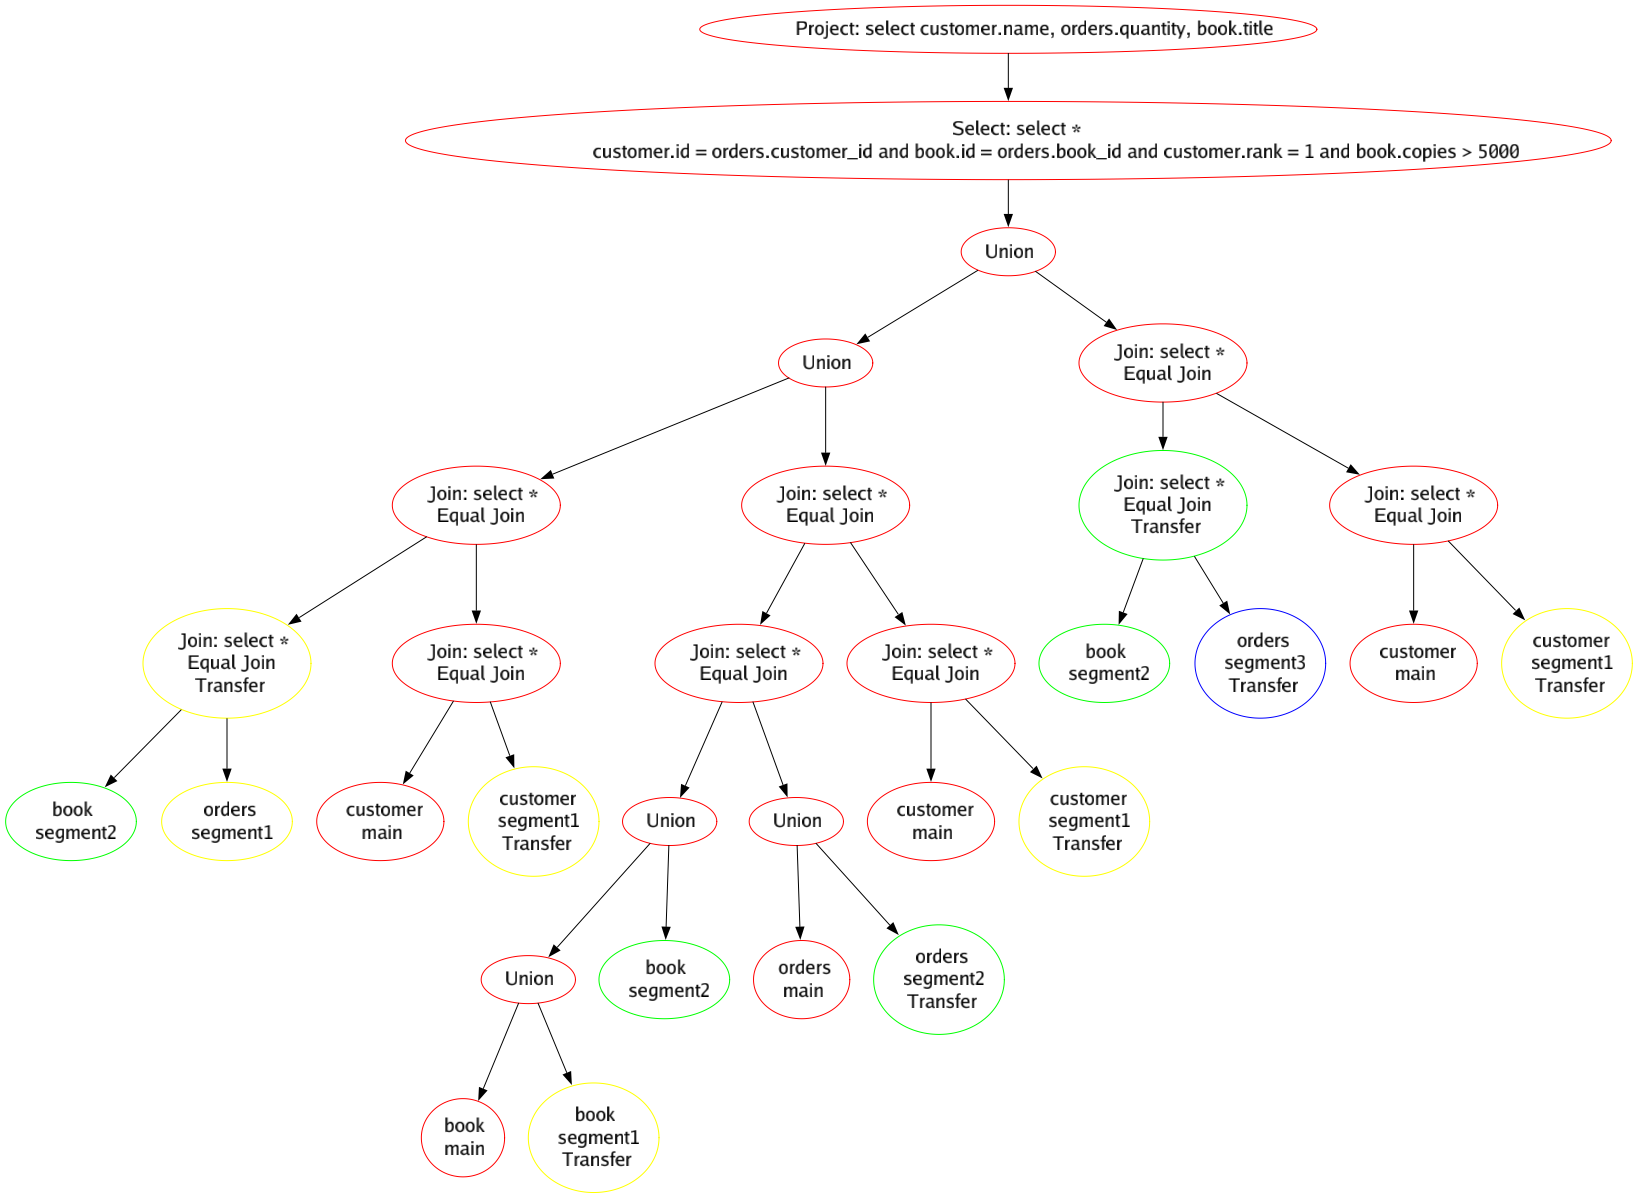 Project: select customer.name, orders.quantity, book.title
Select: select *
customer.id = orders.customer_id and book.id = orders.book_id and customer.rank = 1 and book.copies > 5000
Union
Union
Join: select *
Equal Join
Join: select *
Equal Join
Join: select *
Equal Join
Join: select *
Equal Join
Transfer
Join: select *
Equal Join
Join: select *
Equal Join
Transfer
Join: select *
Equal Join
Join: select *
Equal Join
Join: select *
Equal Join
book
segment2
orders
segment3
Transfer
customer
main
customer
segment1
Transfer
book
segment2
orders
segment1
customer
main
customer
segment1
Transfer
Union
Union
customer
main
customer
segment1
Transfer
Union
book
segment2
orders
main
orders
segment2
Transfer
book
main
book
segment1
Transfer